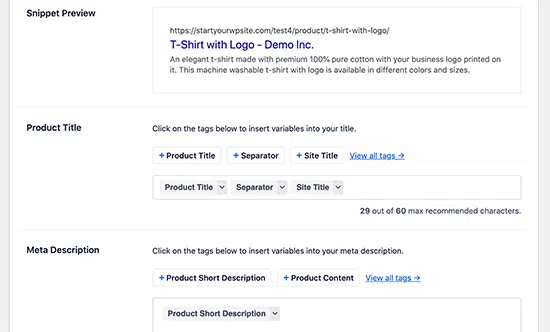 Snippet Preview
https://startyourwpsite.com/test4/product/t-shirt-with-logo/
T-Shirt with Logo - Demo Inc.
An elegant t-shirt made with premium 100% pure cotton with your business logo printed on
it. This machine washable t-shirt with logo is available in different colors and sizes.
Product Title
Click on the tags below to insert variables into your title.
+ Product Title + Separator + Site Title View all tags →
Product Title Separator Site Title
29 out of 60 max recommended characters.
Meta Description
Click on the tags below to insert variables into your meta description.
+ Product Short Description + Product Content View all tags →
Product Short Description